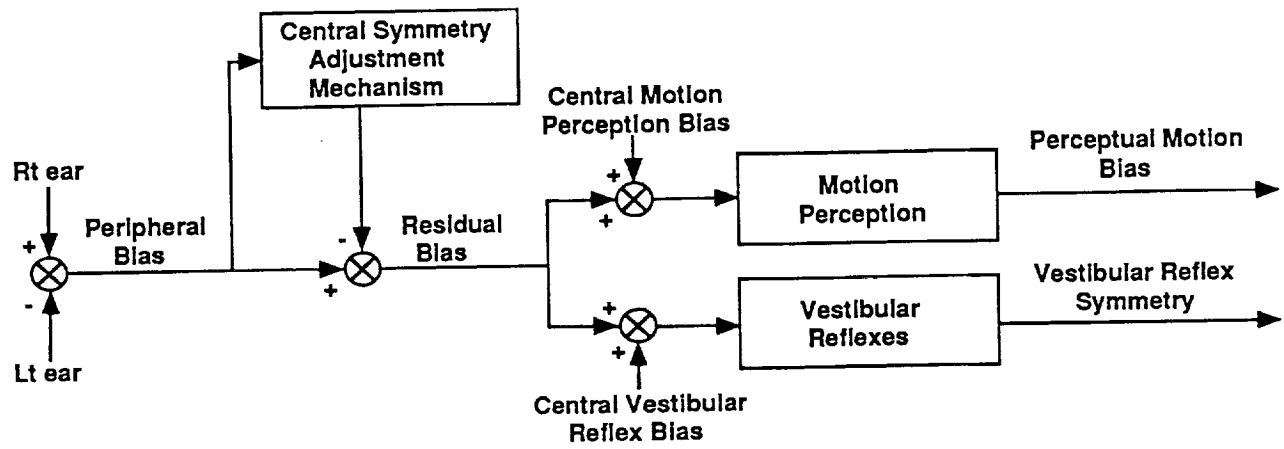 Central Symmetry
Adjustment
Mechanism
Central Motion
Perception Bias
Perceptual Motion
Bias
Rt ear
+
+
Motion
Perception
Peripheral
Bias
-
Residual
Bias
+
+
-
Vestibular Reflex
Symmetry
+
Vestibular
Reflexes
+
Lt ear
Central Vestibular
Reflex Bias